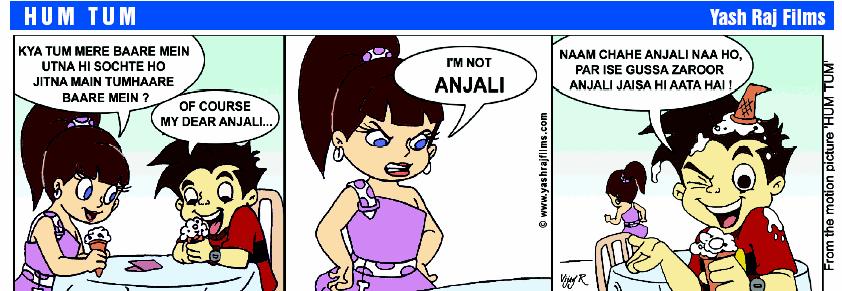 HUM TUM
Yash Raj Films
KYA TUM MERE BAARE MEIN
UTNA HI SOCHTE HO
JITNA MAIN TUMHAARE
BAARE MEIN ?
OF COURSE
MY DEAR ANJALI...
I'M NOT
ANJALI
© www.yashrajfilms.com
NAAM CHAHE ANJALI NAA HO,
PAR ISE GUSSA ZAROOR
ANJALI JAISA HI AATA HAI !
Vijay R
From the motion picture 'HUM TUM'